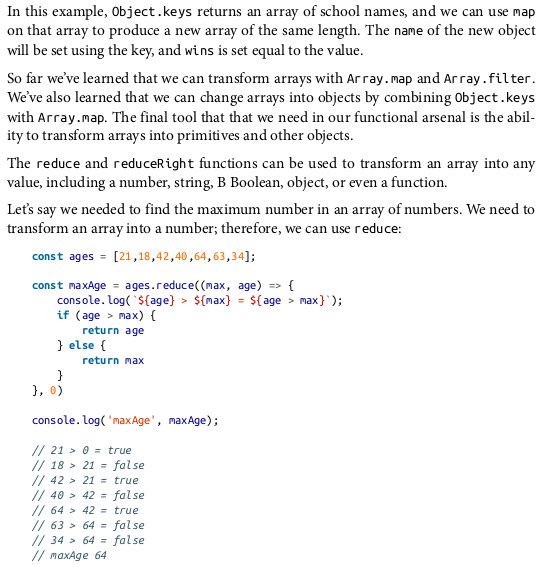 In this example, Object.keys returns an array of school names, and we can use map
on that array to produce a new array of the same length. The name of the new object
will be set using the key, and wins is set equal to the value.
So far we've learned that we can transform arrays with Array.map and Array.filter.
We've also learned that we can change arrays into objects by combining Object.keys
with Array.map. The final tool that that we need in our functional arsenal is the abil-
ity to transform arrays into primitives and other objects.
The reduce and reduceRight functions can be used to transform an array into any
value, including a number, string, B Boolean, object, or even a function.
Let's say we needed to find the maximum number in an array of numbers. We need to
transform an array into a number; therefore, we can use reduce:
const ages = [21,18,42,40,64,63,34];
const maxAge = ages.reduce((max, age) => {
    console.log(`${age} > ${max} = ${age > max}`);
    if (age > max) {
        return age
    } else {
        return max
    }
}, 0)
console.log('maxAge', maxAge);
// 21 > 0 = true
// 18 > 21 = false
// 42 > 21 = true
// 40 > 42 = false
// 64 > 42 = true
// 63 > 64 = false
// 34 > 64 = false
// maxAge 64